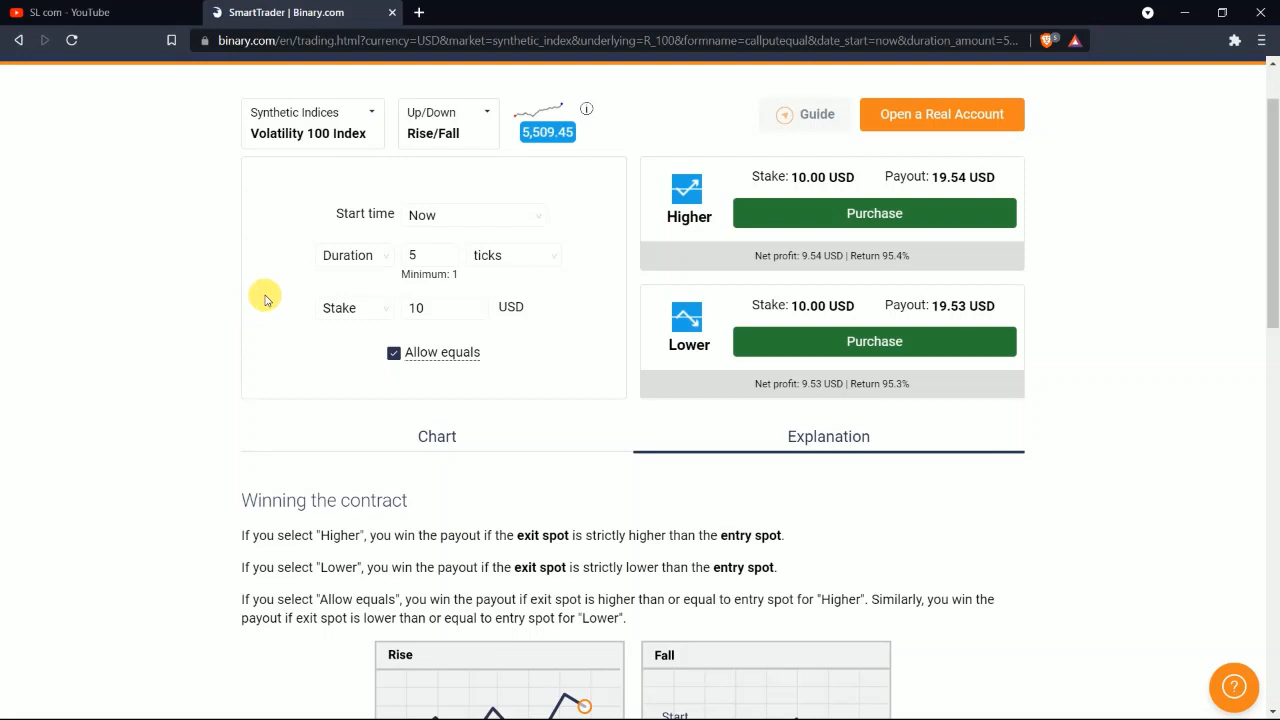 SL com - YouTube
SmartTrader | Binary.com
binary.com/en/trading.html?currency=USD&market=synthetic_index&underlying=R_100&formname=callputequal&date_start=now&duration_amount=5...
5
Synthetic Indices
Volatility 100 Index
Up/Down
Rise/Fall
5,509.45
Guide
Open a Real Account
Start time Now
Duration 5 ticks
Minimum: 1
Stake 10 USD
Allow equals
Higher
Stake: 10.00 USD Payout: 19.54 USD
Purchase
Net profit: 9.54 USD | Return 95.4%
Lower
Stake: 10.00 USD Payout: 19.53 USD
Purchase
Net profit: 9.53 USD | Return 95.3%
Chart
Explanation
Winning the contract
If you select "Higher", you win the payout if the exit spot is strictly higher than the entry spot.
If you select "Lower", you win the payout if the exit spot is strictly lower than the entry spot.
If you select "Allow equals", you win the payout if exit spot is higher than or equal to entry spot for "Higher". Similarly, you win the
payout if exit spot is lower than or equal to entry spot for "Lower".
Rise
Fall
Start